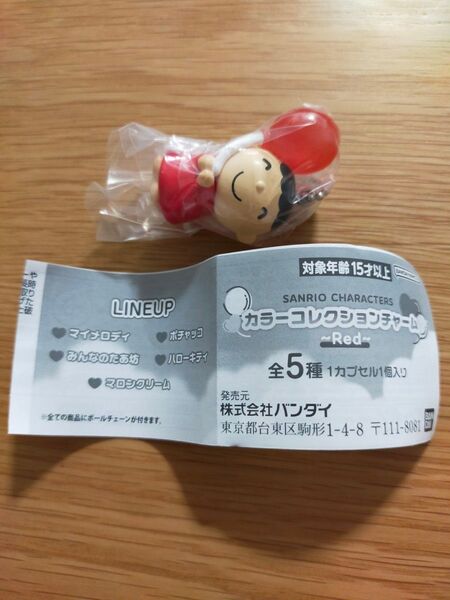 LINEUP
マイメロディ
ポチャッコ
みんなのたあ坊
ハローキティ
マロンクリーム
※全ての商品にボールチェーンが付きます。
対象年齢15才以上
SANRIO CHARACTERS
カラーコレクションチャーム
~Red~
全5種 1カプセル1個入り
発売元
株式会社バンダイ
東京都台東区駒形1-4-8 〒111-8081